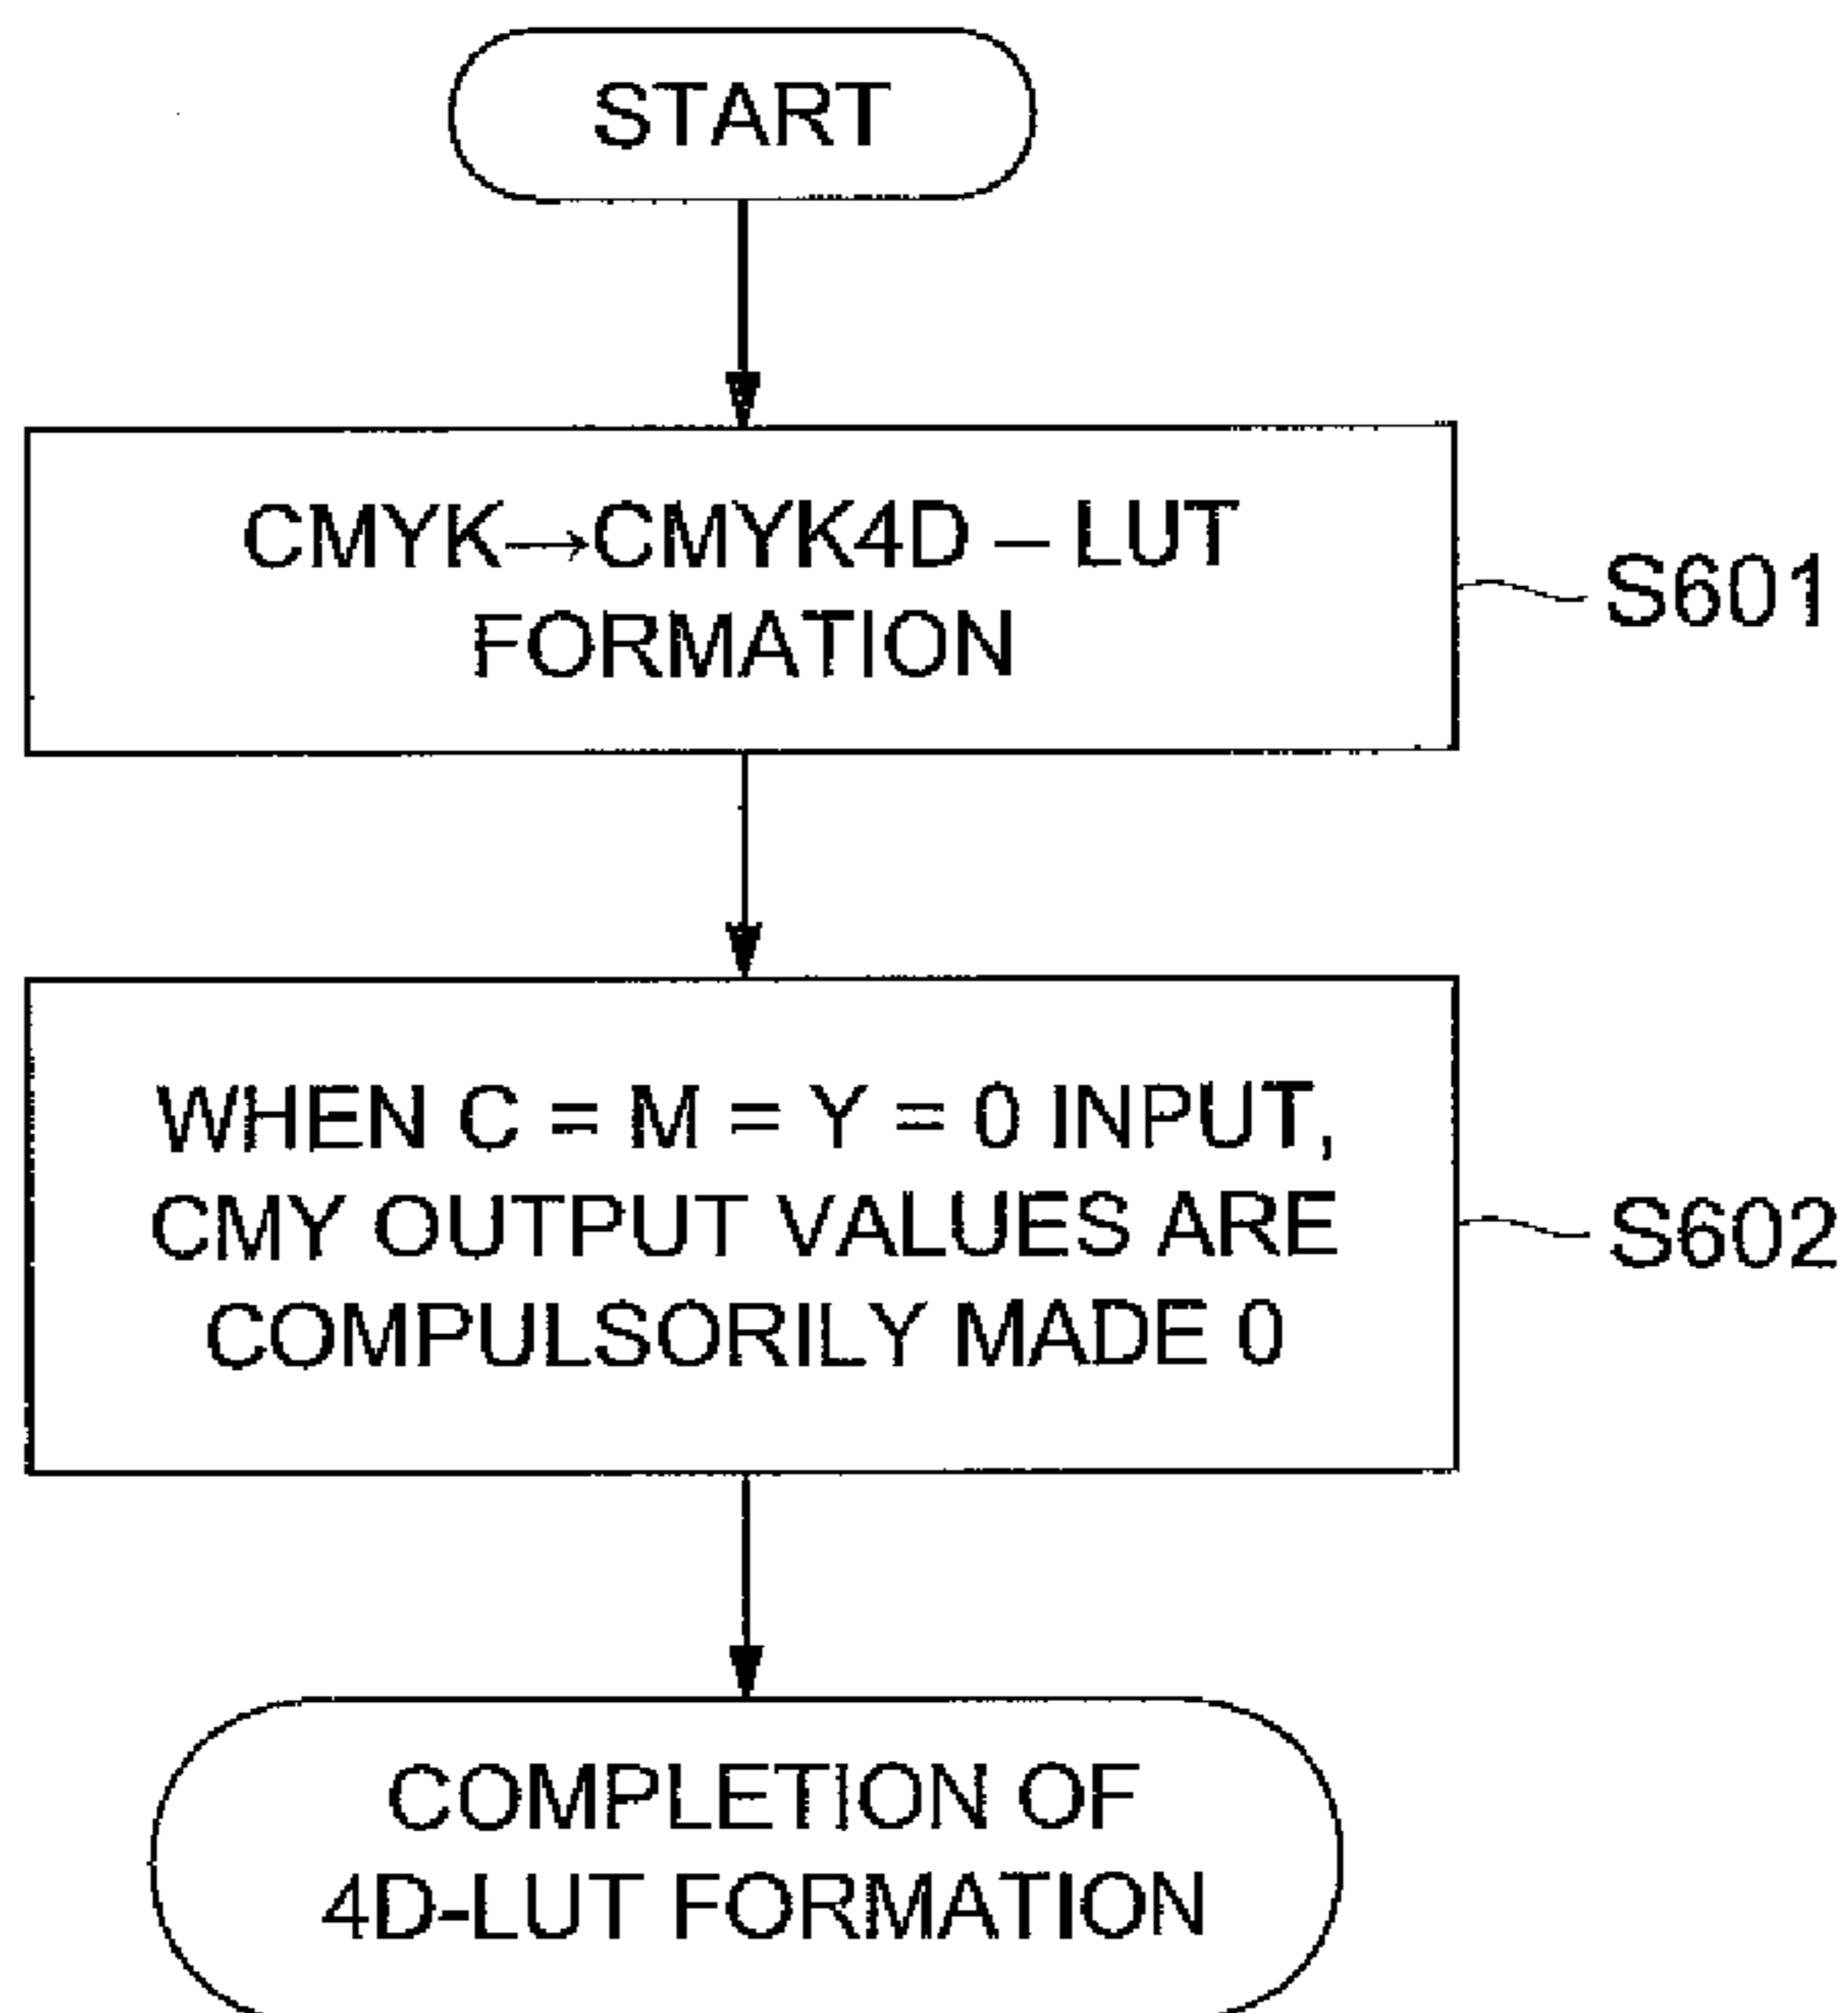 START
CMYK→CMYK4D – LUT
FORMATION
S601
WHEN C = M = Y = 0 INPUT,
CMY OUTPUT VALUES ARE
COMPULSORILY MADE 0
S602
COMPLETION OF
4D-LUT FORMATION